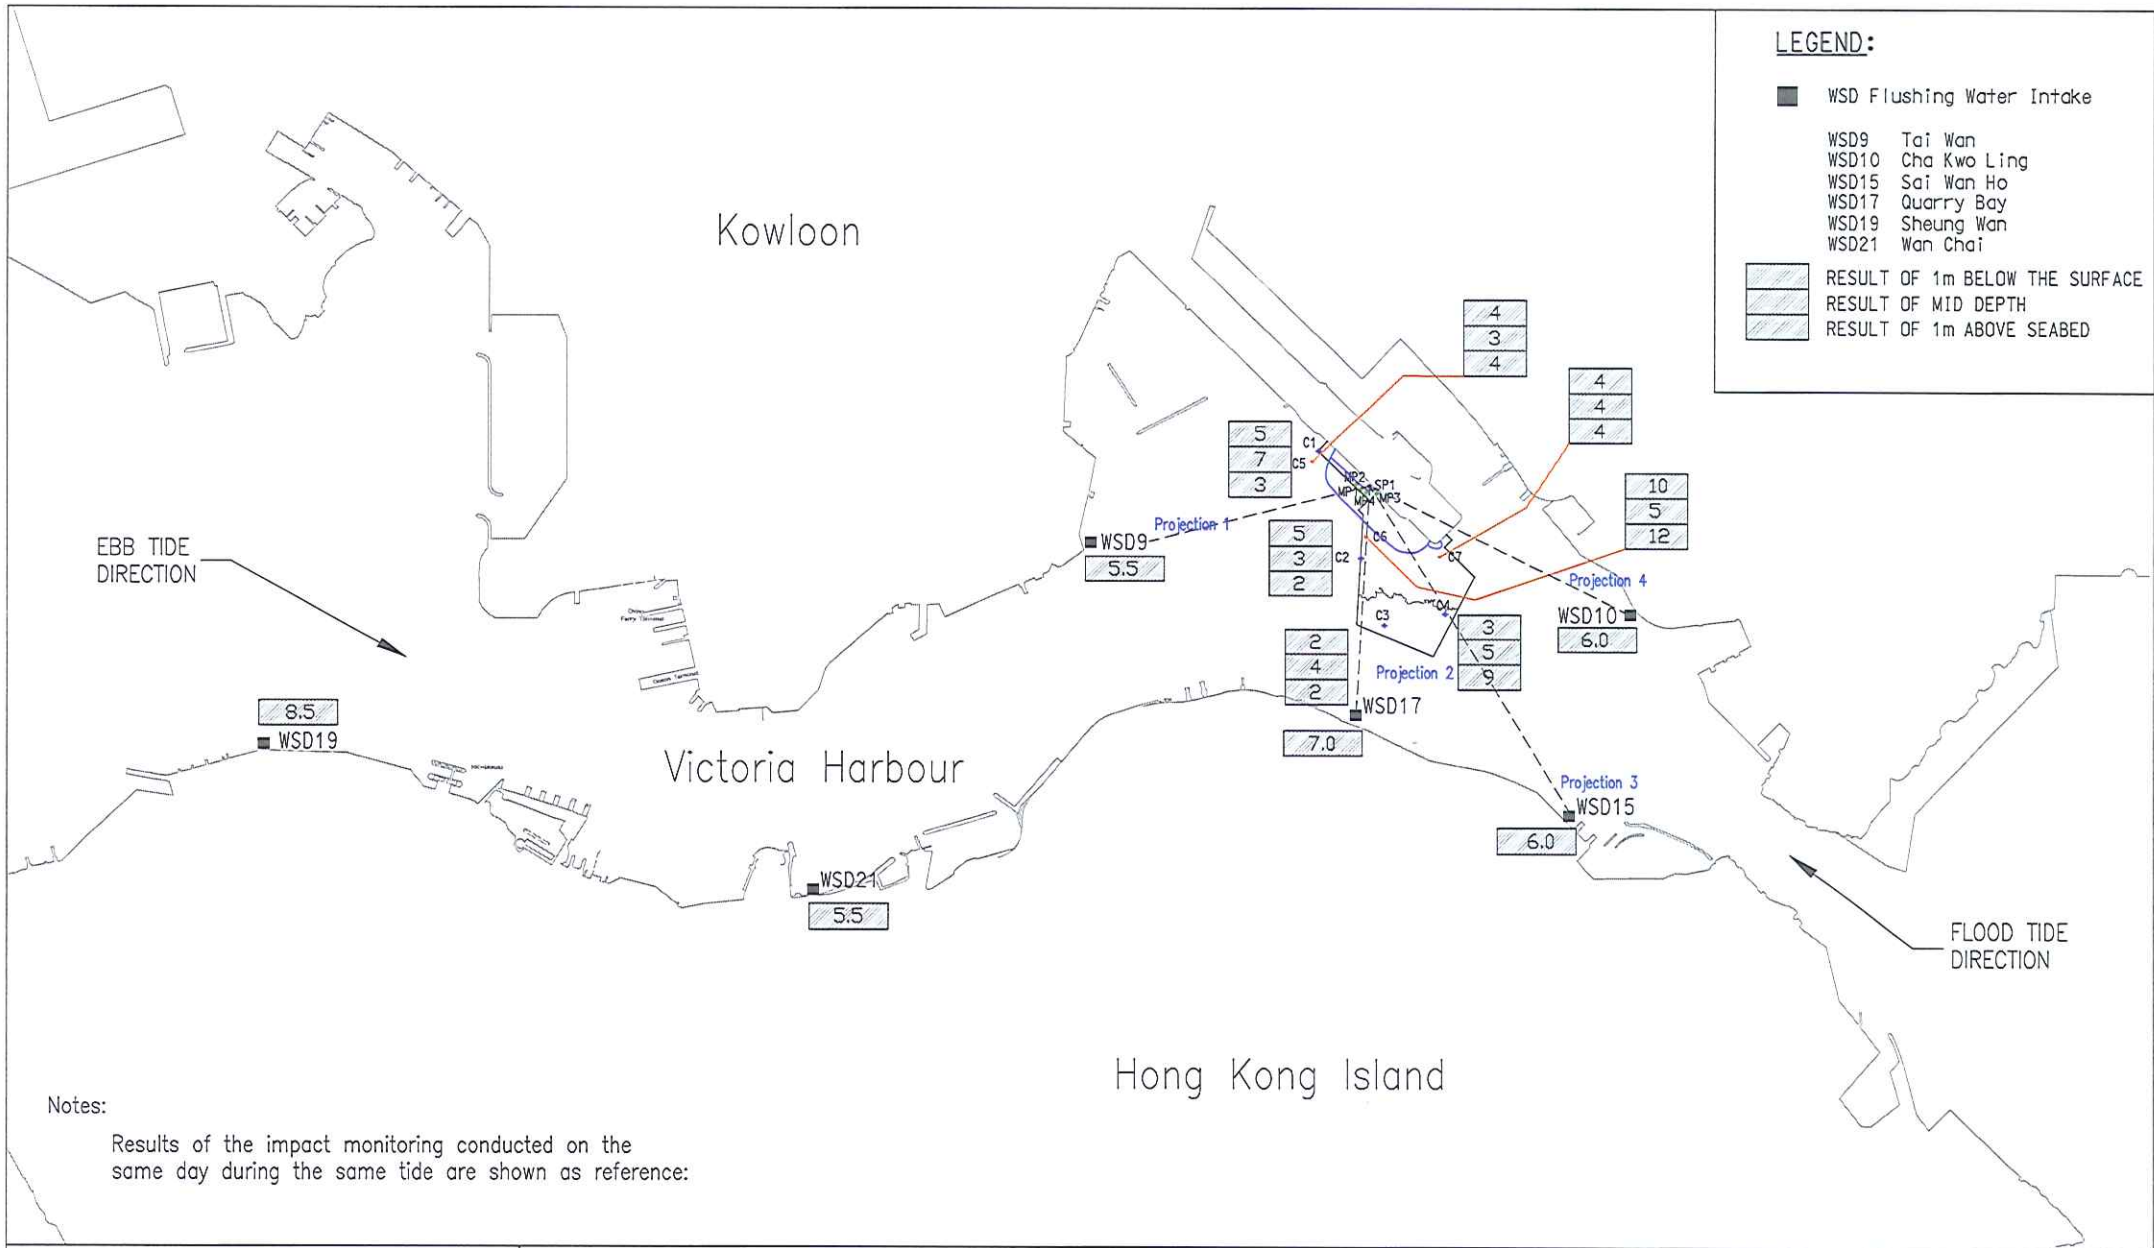 LEGEND:
WSD Flushing Water Intake
WSD9 Tai Wan
WSD10 Cha Kwo Ling
WSD15 Sai Wan Ho
WSD17 Quarry Bay
WSD19 Sheung Wan
WSD21 Wan Chai
RESULT OF 1m BELOW THE SURFACE
RESULT OF MID DEPTH
RESULT OF 1m ABOVE SEABED
Kowloon
4
3
4
4
4
4
5
7
3
C1
C5
MP2
SP1
MP1
MP3
MP4
10
5
12
Projection 1
WSD9
5.5
5
3
2
C2
C6
C7
EBB TIDE
DIRECTION
Projection 4
WSD10
6.0
C3
C4
3
5
9
2
4
2
Projection 2
WSD17
7.0
Ferry Terminal
Ocean Terminal
8.5
WSD19
Victoria Harbour
Projection 3
WSD15
6.0
WSD21
5.5
FLOOD TIDE
DIRECTION
Hong Kong Island
Notes:
Results of the impact monitoring conducted on the
same day during the same tide are shown as reference: